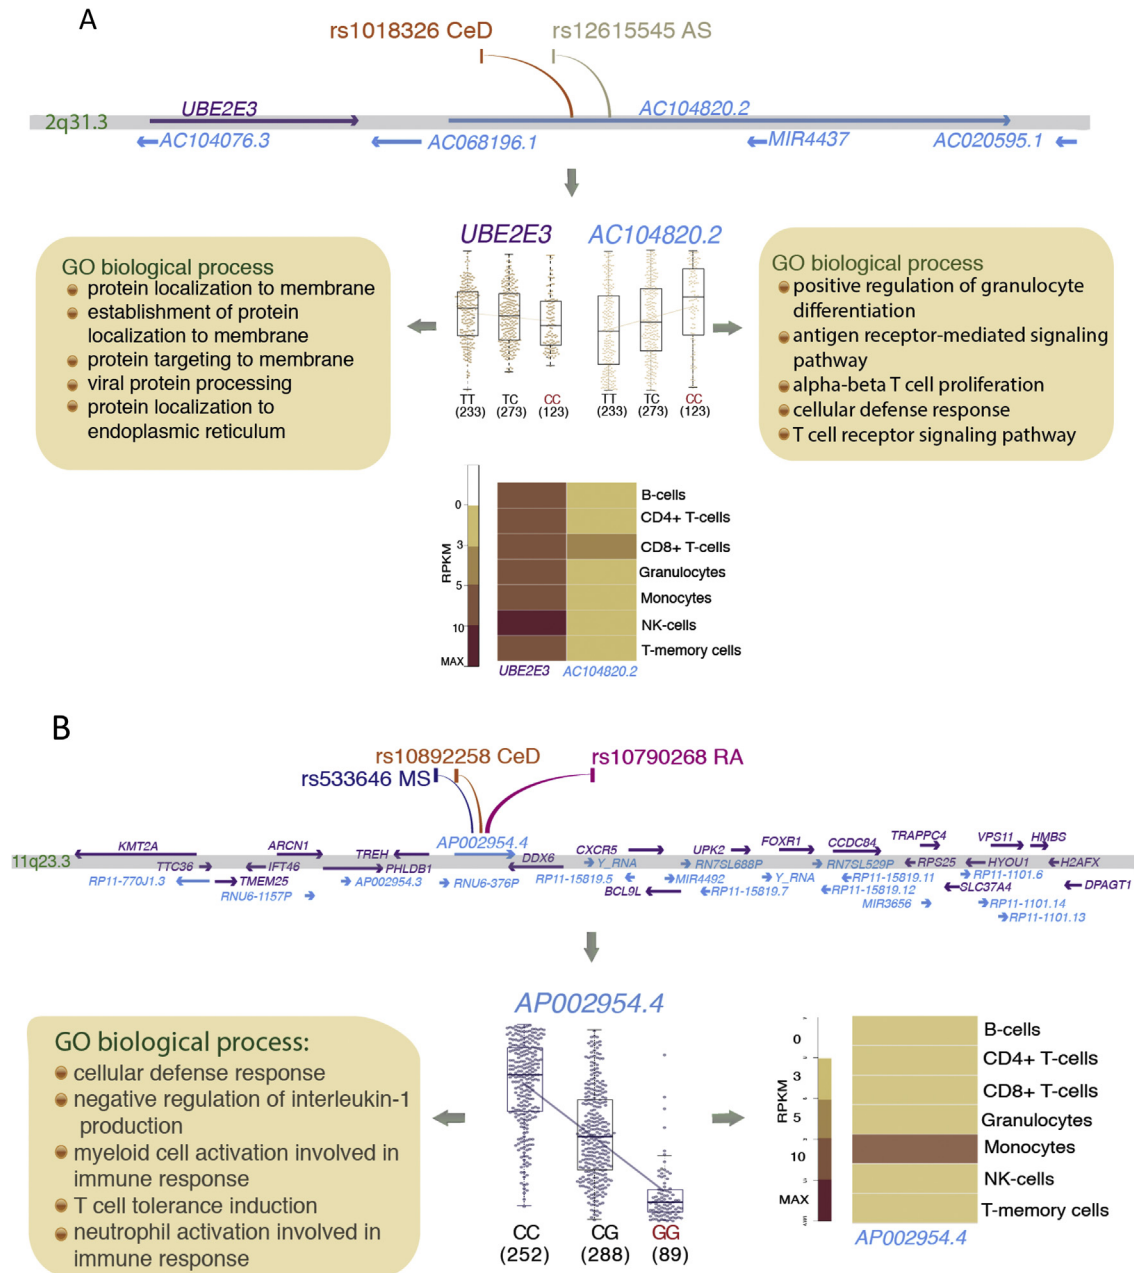 A
rs1018326 CeD
rs12615545 AS
UBE2E3
AC104820.2
2q31.3
AC104076.3
AC068196.1
MIR4437
AC020595.1
UBE2E3
AC104820.2
GO biological process
protein localization to membrane
establishment of protein
localization to membrane
protein targeting to membrane
viral protein processing
protein localization to
endoplasmic reticulum
TT
TC
CC
TT
TC
CC
(233)
(273)
(123)
(233)
(273)
(123)
GO biological process
positive regulation of granulocyte
differentiation
antigen receptor-mediated signaling
pathway
alpha-beta T cell proliferation
cellular defense response
T cell receptor signaling pathway
RPKM
0
3
5
10
MAX
B-cells
CD4+ T-cells
CD8+ T-cells
Granulocytes
Monocytes
NK-cells
T-memory cells
UBE2E3
AC104820.2
B
rs10892258 CeD
rs10790268 RA
rs533646 MS
11q23.3
KMT2A
ARCN1
TREH
AP002954.4
DDX6
CXCR5
UPK2
FOXR1
CCDC84
TRAPPC4
VPS11
HMBS
TTC36
IFT46
PHLDB1
Y_RNA
RN7SL688P
RN7SL529P
RPS25
HYOU1
H2AFX
RP11-770J1.3
TMEM25
AP002954.3
RNU6-376P
RP11-15819.5
MIR4492
Y_RNA
RP11-15819.11
RP11-1101.6
RNU6-1157P
BCL9L
RP11-15819.7
RP11-15819.12
SLC37A4
DPAGT1
MIR3656
RP11-1101.14
RP11-1101.13
AP002954.4
GO biological process:
cellular defense response
negative regulation of interleukin-1
production
myeloid cell activation involved in
immune response
T cell tolerance induction
neutrophil activation involved in
immune response
CC
CG
GG
(252)
(288)
(89)
RPKM
0
3
5
10
MAX
B-cells
CD4+ T-cells
CD8+ T-cells
Granulocytes
Monocytes
NK-cells
T-memory cells
AP002954.4